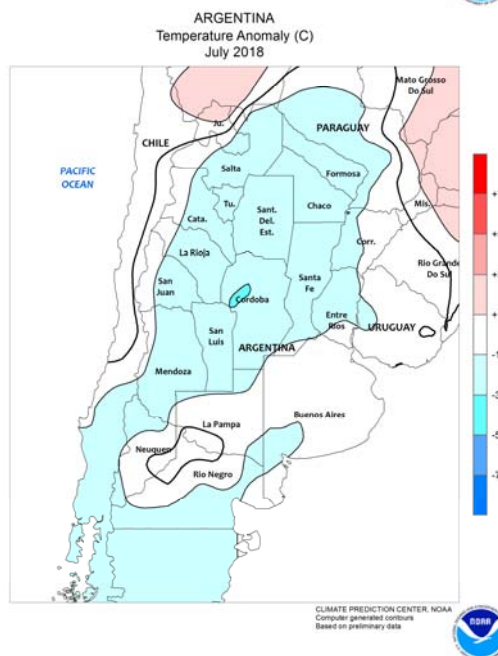 ARGENTINA
Temperature Anomaly (C)
July 2018
Mato Grosso
Do Sul
Ju.
PARAGUAY
CHILE
PACIFIC
OCEAN
Salta
Formosa
Tu.
Sant.
Del.
Est.
Chaco
Mis.
Cata.
Corr.
La Rioja
Rio Grande
Do Sul
San
Juan
Santa
Fe
Cordoba
Entre
Rios
URUGUAY
San
Luis
ARGENTINA
Mendoza
La Pampa
Buenos Aires
Neuquen
Rio Negro
CLIMATE PREDICTION CENTER, NOAA
Computer generated contours
Based on preliminary data
NOAA